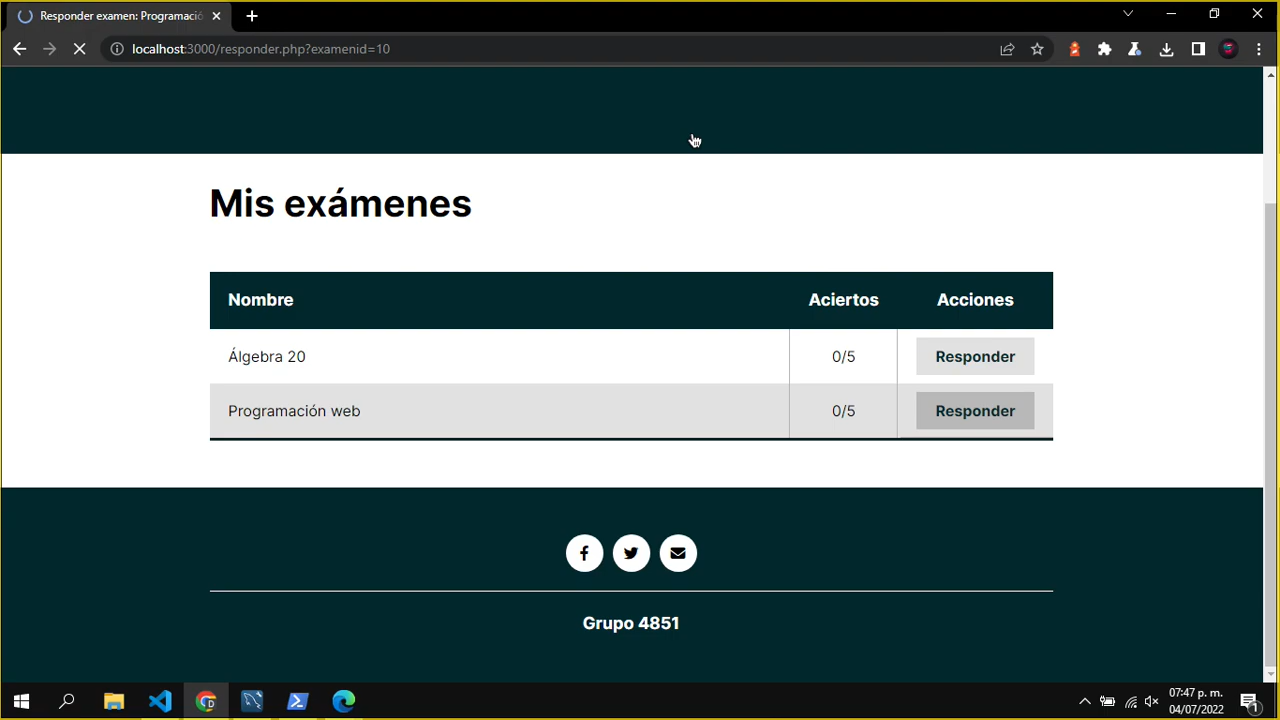 Responder examen: Programació
localhost:3000/responder.php?examenid=10
Mis exámenes
Nombre Aciertos Acciones
Álgebra 20 0/5 Responder
Programación web 0/5 Responder
Grupo 4851
07:47 p. m.
04/07/2022
1